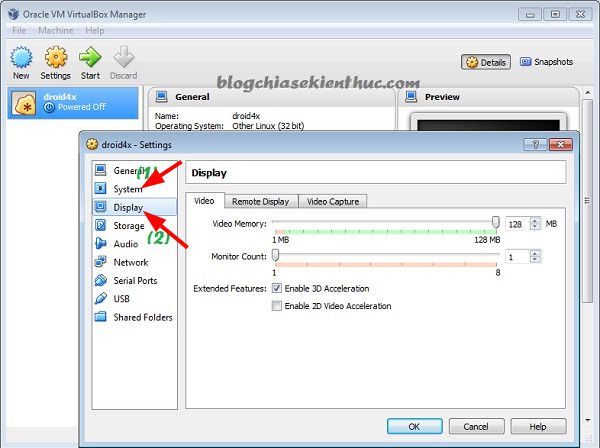 Oracle VM VirtualBox Manager
File Machine Help
New Settings Start Discard
Details Snapshots
blogchiasekienthuc.com
droid4x
Powered Off
General
Name: droid4x
Operating System: Other Linux (32 bit)
Preview
droid4x - Settings
General
(1)
System
Display
(2)
Storage
Audio
Network
Serial Ports
USB
Shared Folders
Display
Video Remote Display Video Capture
Video Memory: 128 MB
1 MB 128 MB
Monitor Count: 1
1 8
Extended Features: Enable 3D Acceleration
Enable 2D Video Acceleration
OK Cancel Help